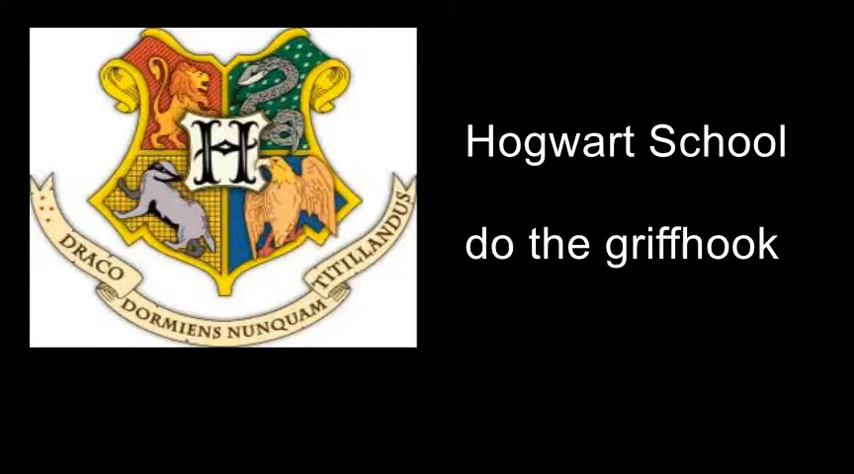 H
DRACO DORMIENS NUNQUAM TITILLANDUS
Hogwart School
do the griffhook